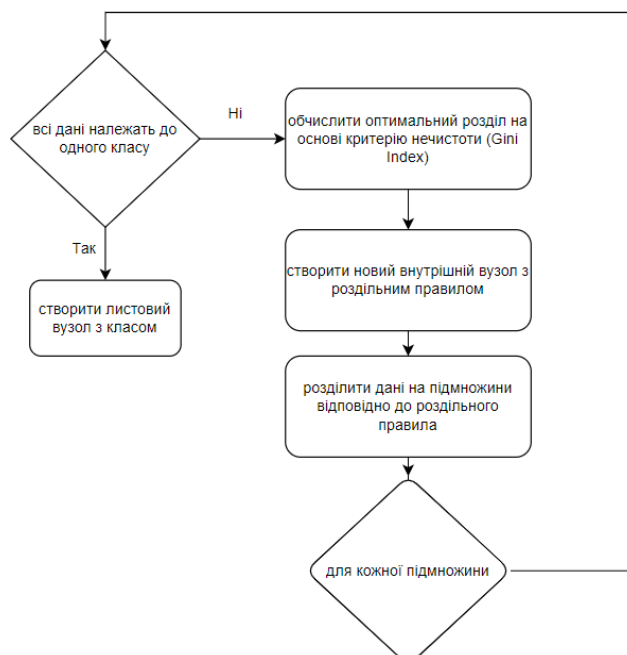 всі дані належать до
одного класу
Ні
обчислити оптимальний розділ на
основі критерію нечистоти (Gini
Index)
Так
створити листовий
вузол з класом
створити новий внутрішній вузол з
роздільним правилом
розділити дані на підмножини
відповідно до роздільного
правила
для кожної підмножини